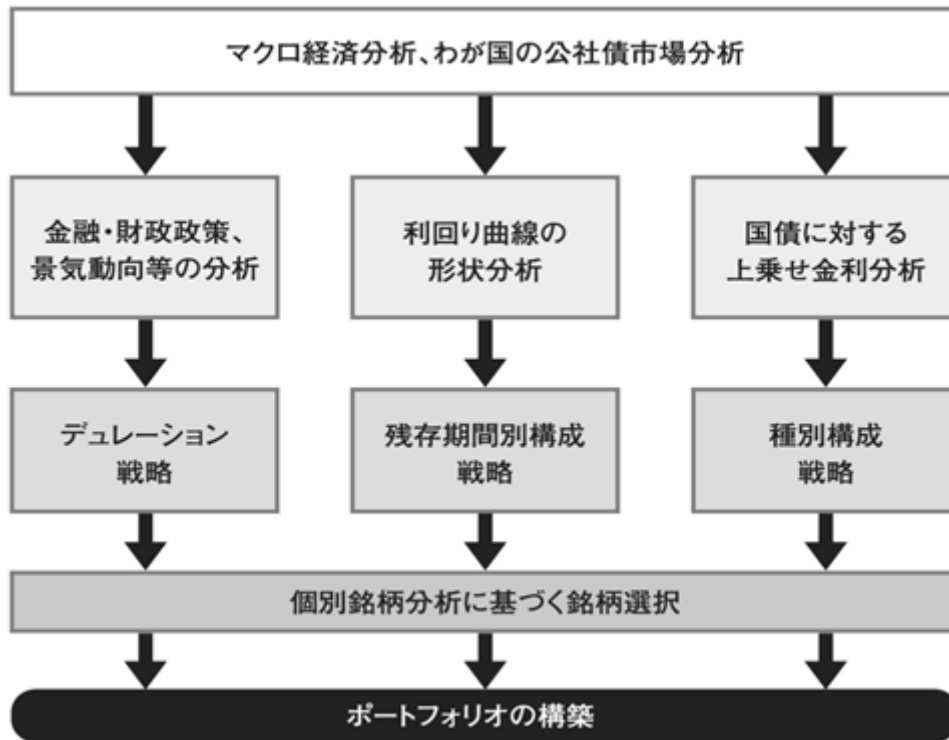 マクロ経済分析、わが国の公社債市場分析
金融・財政政策、
景気動向等の分析
利回り曲線の
形状分析
国債に対する
上乗せ金利分析
デュレーション
戦略
残存期間別構成
戦略
種別構成
戦略
個別銘柄分析に基づく銘柄選択
ポートフォリオの構築